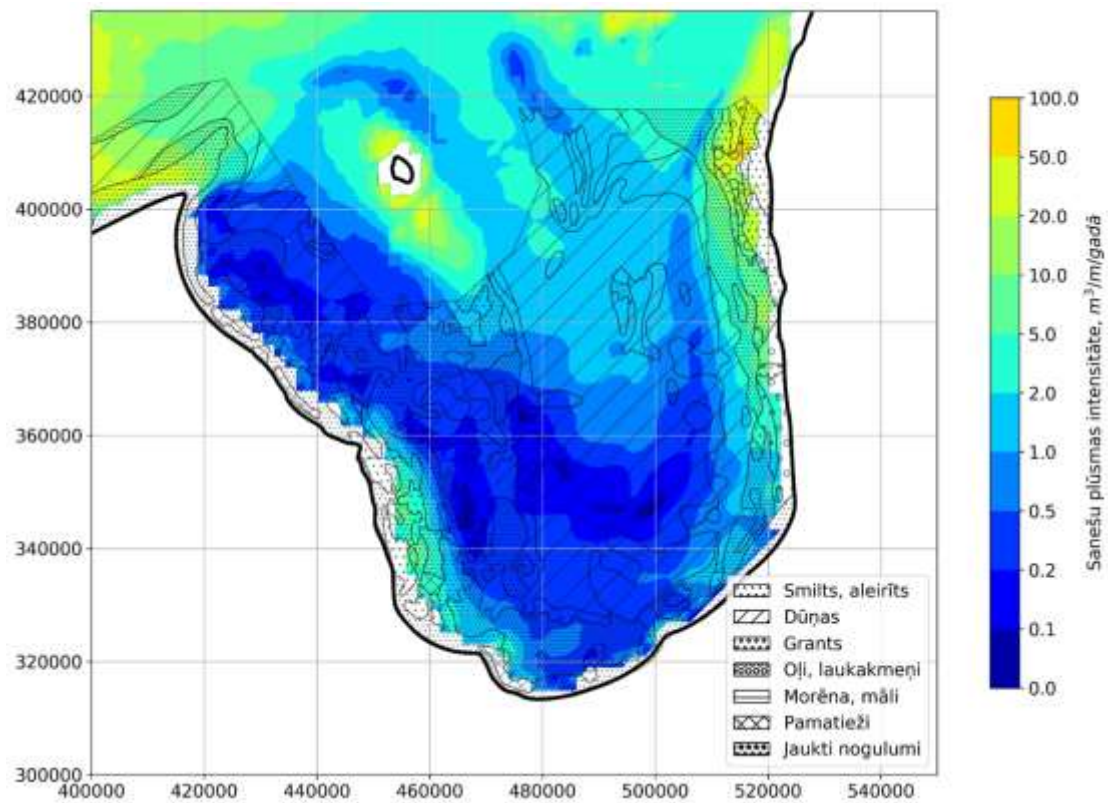 420000
400000
380000
360000
340000
320000
300000
400000 420000 440000 460000 480000 500000 520000 540000
Smilts, aleirīts
Dūņas
Grants
Oļi, laukakmeņi
Morēna, māli
Pamatieži
Jaukti nogulumi
100.0
50.0
20.0
10.0
5.0
2.0
1.0
0.5
0.2
0.1
0.0
Sanešu plūsmas intensitāte, m³/m/gadā